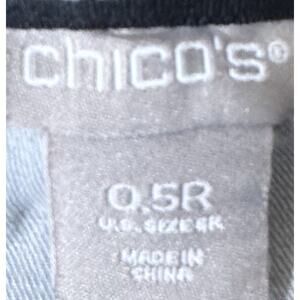 chico's®
0.5R
U.S. SIZE 6R
MADE IN
CHINA